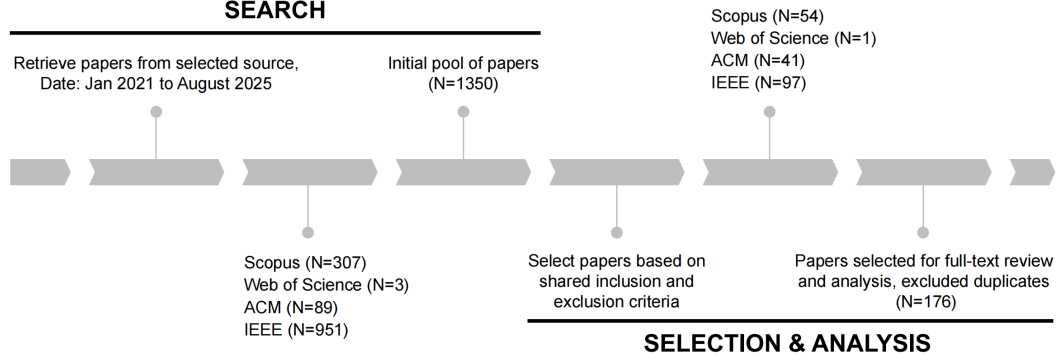 SEARCH
Retrieve papers from selected source,
Date: Jan 2021 to August 2025
Scopus (N=307)
Web of Science (N=3)
ACM (N=89)
IEEE (N=951)
Initial pool of papers
(N=1350)
Select papers based on
shared inclusion and
exclusion criteria
Scopus (N=54)
Web of Science (N=1)
ACM (N=41)
IEEE (N=97)
Papers selected for full-text review
and analysis, excluded duplicates
(N=176)
SELECTION & ANALYSIS